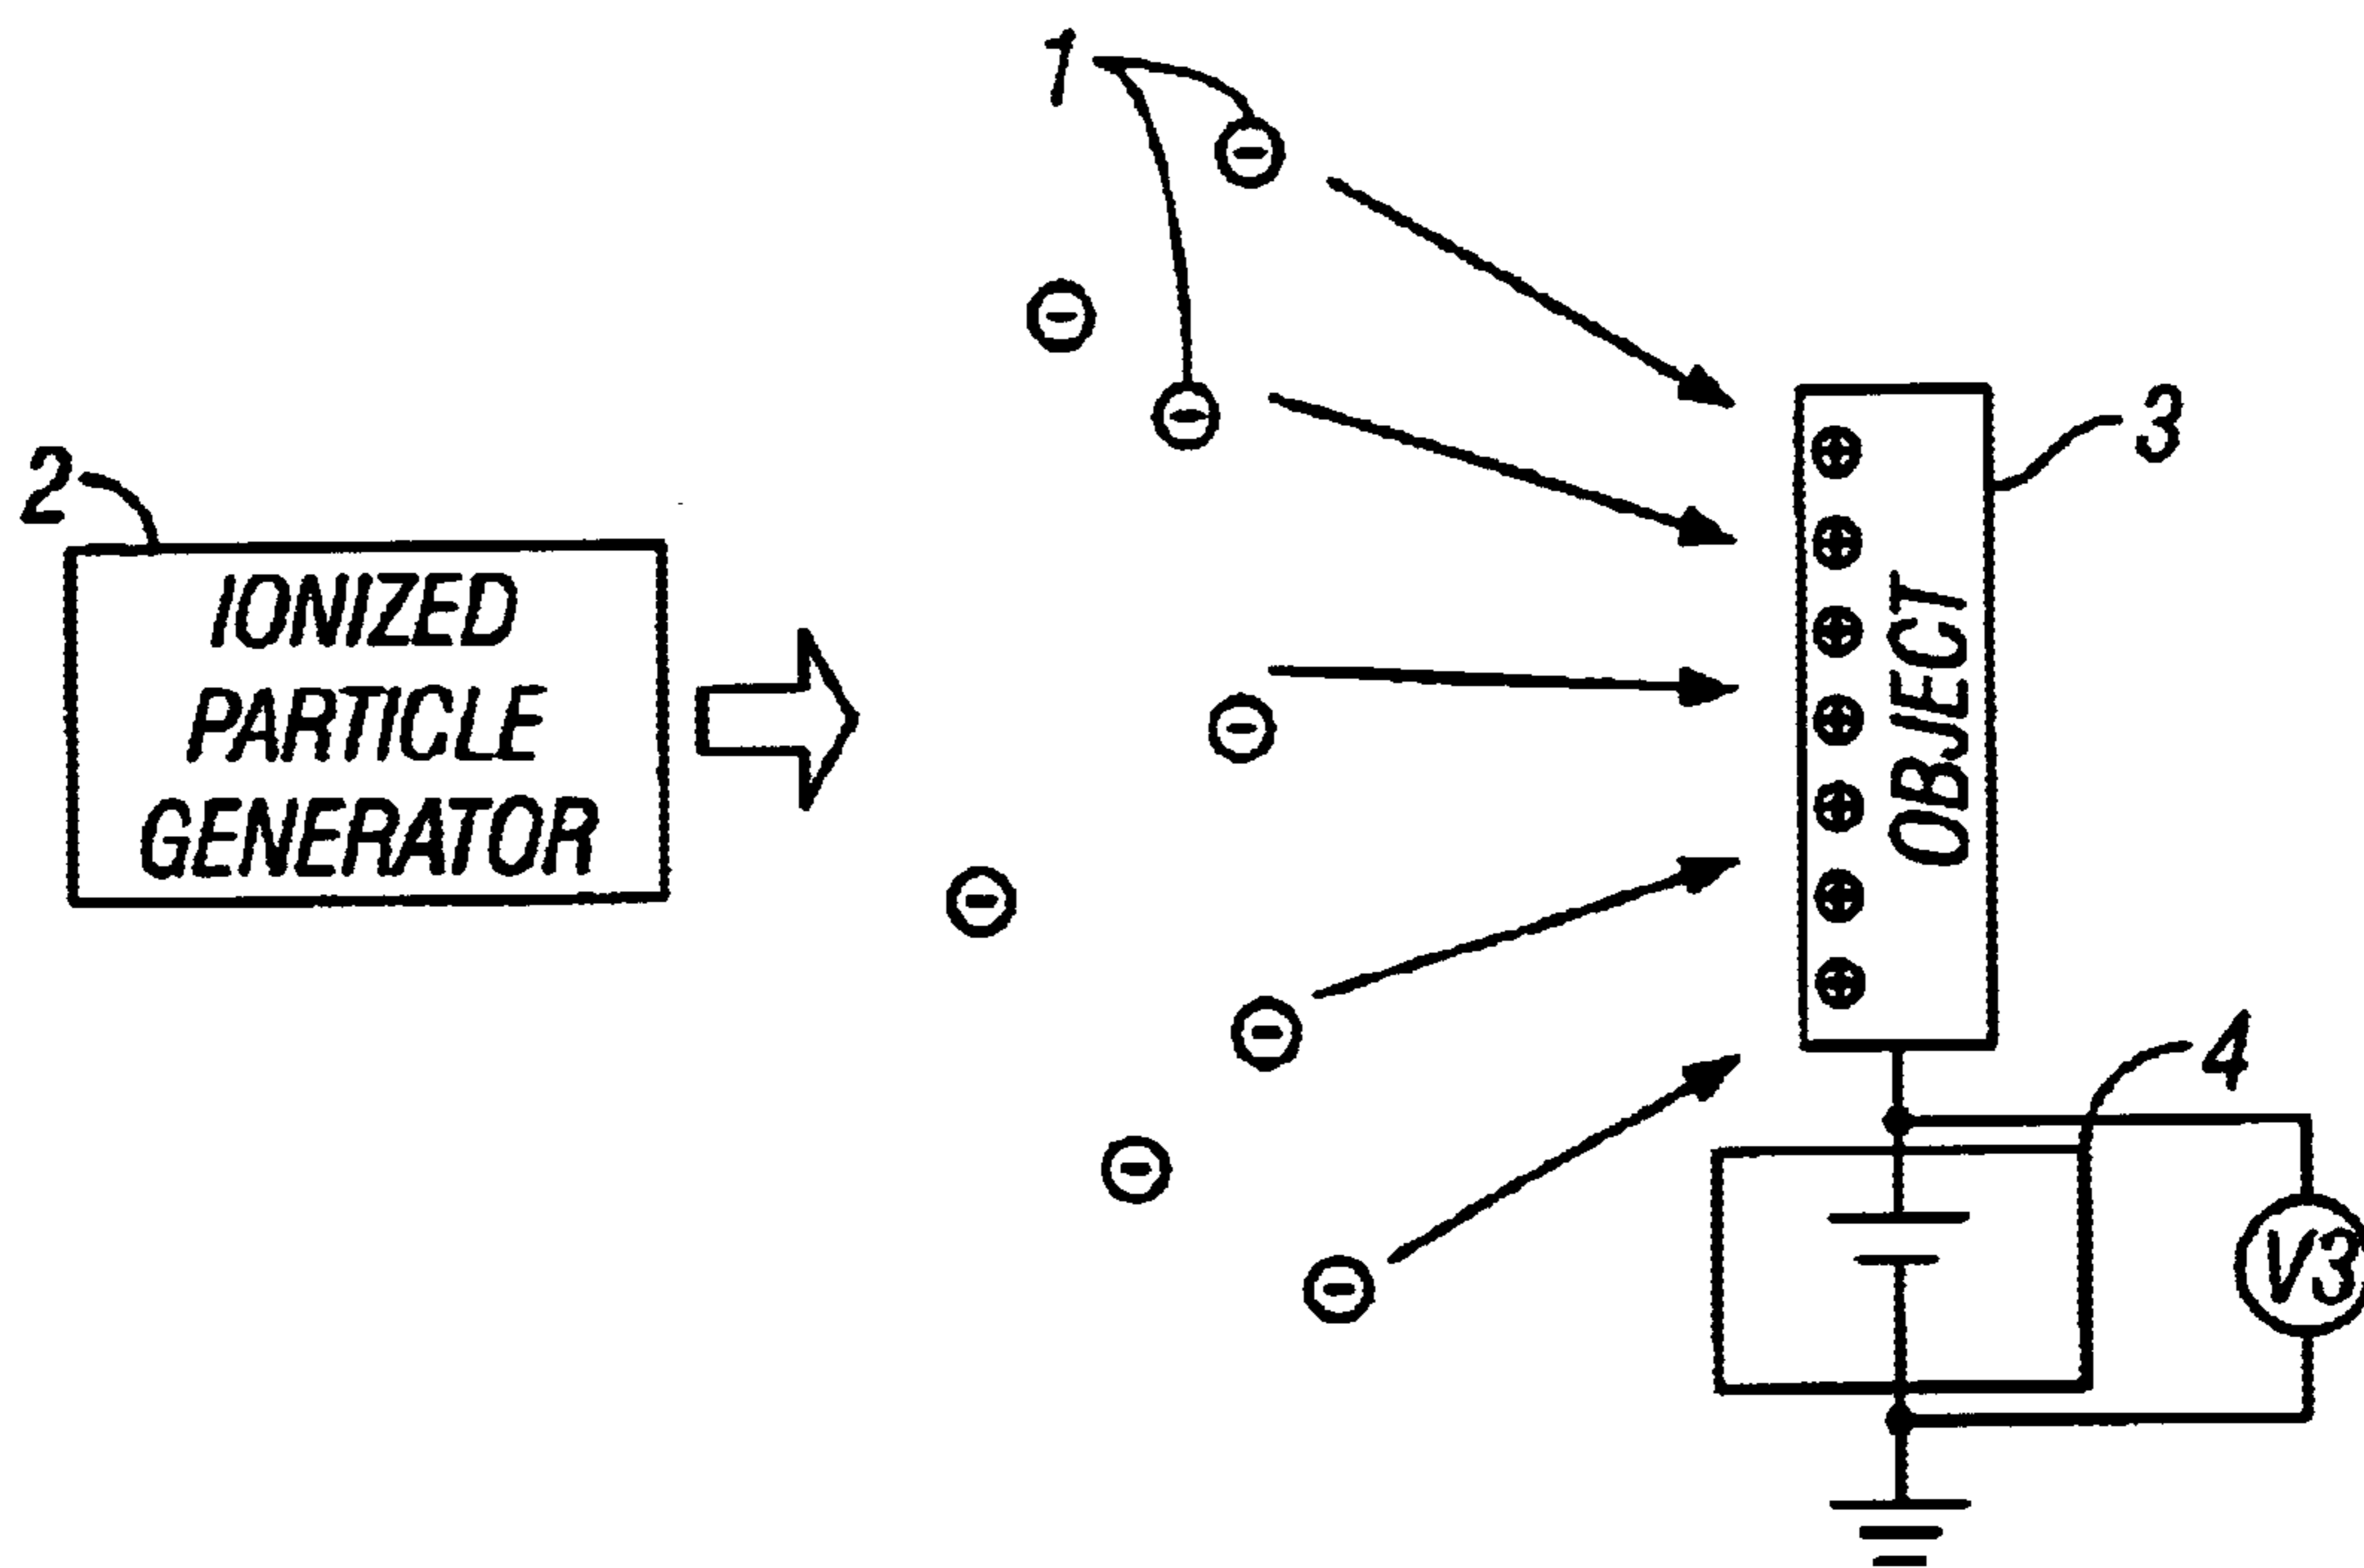 1
2
IONIZED
PARTICLE
GENERATOR
3
OBJECT
4
V3